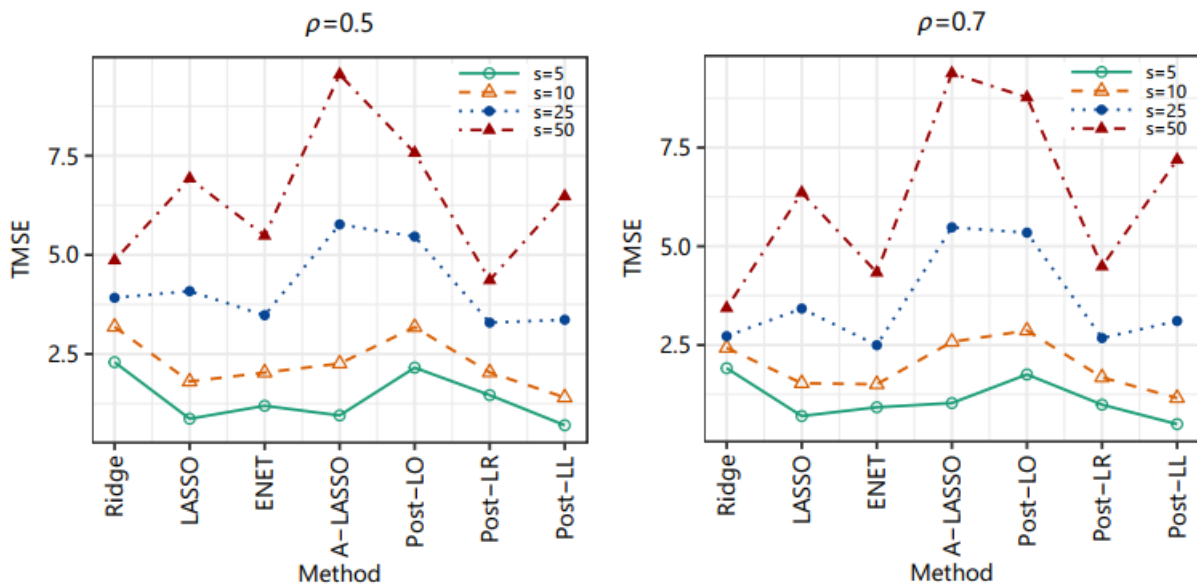 ρ=0.5
s=5
s=10
s=25
s=50
7.5
5.0
2.5
TMSE
Ridge
LASSO
ENET
A-LASSO
Post-LO
Post-LR
Post-LL
Method
ρ=0.7
s=5
s=10
s=25
s=50
7.5
5.0
2.5
TMSE
Ridge
LASSO
ENET
A-LASSO
Post-LO
Post-LR
Post-LL
Method